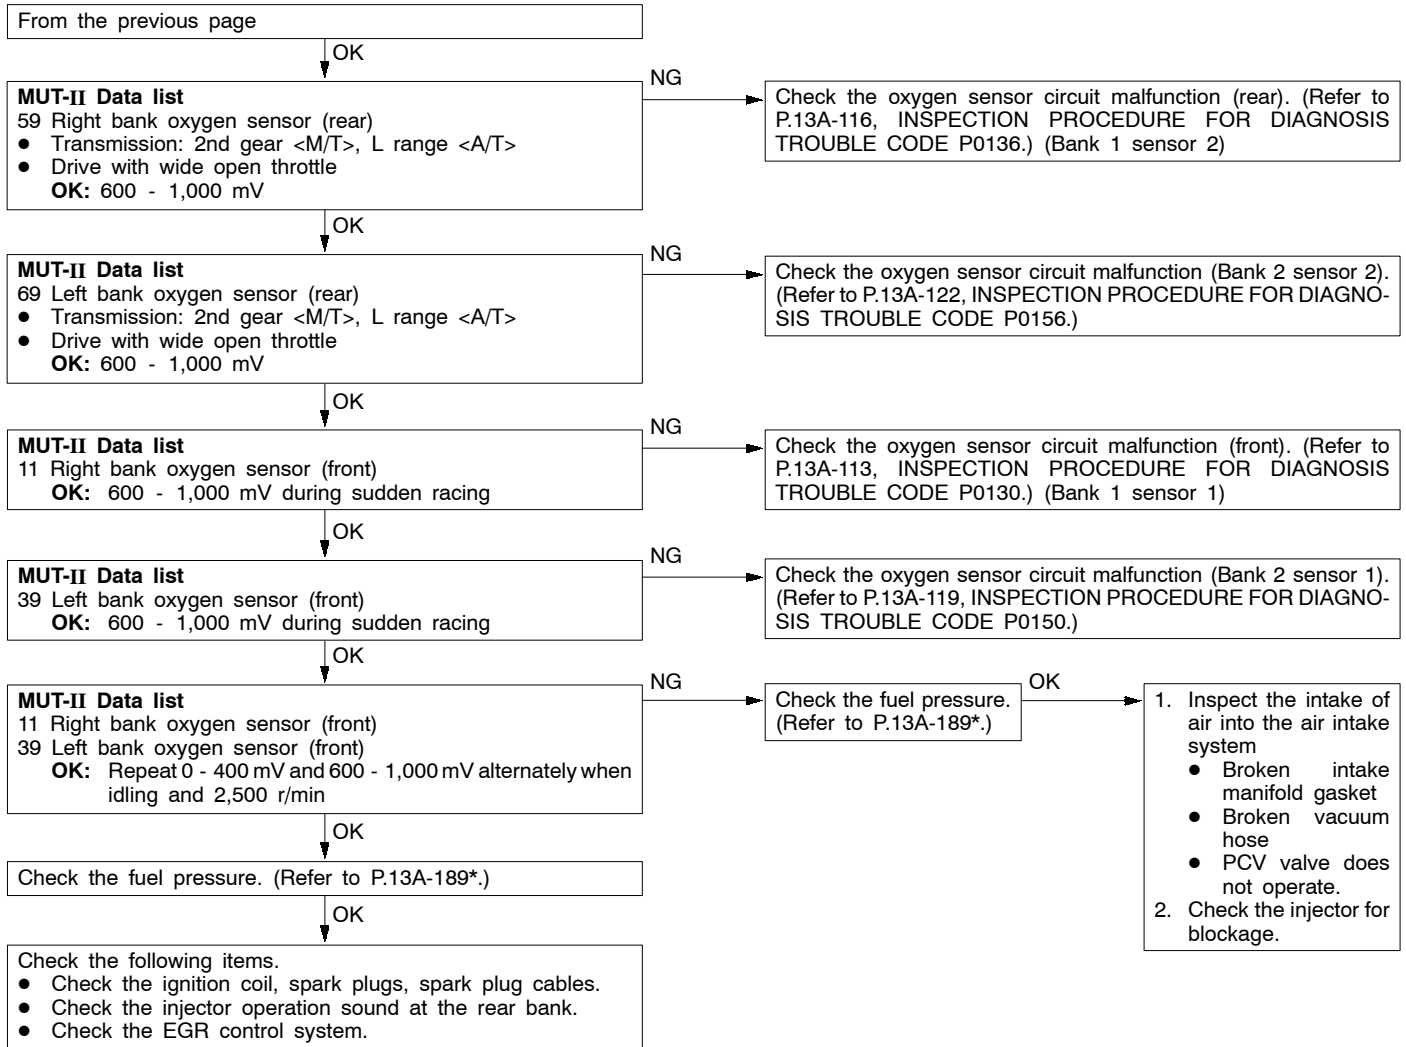 From the previous page
OK
MUT-II Data list
59 Right bank oxygen sensor (rear)
● Transmission: 2nd gear <M/T>, L range <A/T>
● Drive with wide open throttle
OK: 600 - 1,000 mV
NG
Check the oxygen sensor circuit malfunction (rear). (Refer to
P.13A-116, INSPECTION PROCEDURE FOR DIAGNOSIS
TROUBLE CODE P0136.) (Bank 1 sensor 2)
OK
MUT-II Data list
69 Left bank oxygen sensor (rear)
● Transmission: 2nd gear <M/T>, L range <A/T>
● Drive with wide open throttle
OK: 600 - 1,000 mV
NG
Check the oxygen sensor circuit malfunction (Bank 2 sensor 2).
(Refer to P.13A-122, INSPECTION PROCEDURE FOR DIAGNO-
SIS TROUBLE CODE P0156.)
OK
MUT-II Data list
11 Right bank oxygen sensor (front)
OK: 600 - 1,000 mV during sudden racing
NG
Check the oxygen sensor circuit malfunction (front). (Refer to
P.13A-113, INSPECTION PROCEDURE FOR DIAGNOSIS
TROUBLE CODE P0130.) (Bank 1 sensor 1)
OK
MUT-II Data list
39 Left bank oxygen sensor (front)
OK: 600 - 1,000 mV during sudden racing
NG
Check the oxygen sensor circuit malfunction (Bank 2 sensor 1).
(Refer to P.13A-119, INSPECTION PROCEDURE FOR DIAGNO-
SIS TROUBLE CODE P0150.)
OK
MUT-II Data list
11 Right bank oxygen sensor (front)
39 Left bank oxygen sensor (front)
OK: Repeat 0 - 400 mV and 600 - 1,000 mV alternately when
idling and 2,500 r/min
NG
Check the fuel pressure.
(Refer to P.13A-189*.)
OK
1. Inspect the intake of
air into the air intake
system
● Broken intake
manifold gasket
● Broken vacuum
hose
● PCV valve does
not operate.
2. Check the injector for
blockage.
OK
Check the fuel pressure. (Refer to P.13A-189*.)
OK
Check the following items.
● Check the ignition coil, spark plugs, spark plug cables.
● Check the injector operation sound at the rear bank.
● Check the EGR control system.